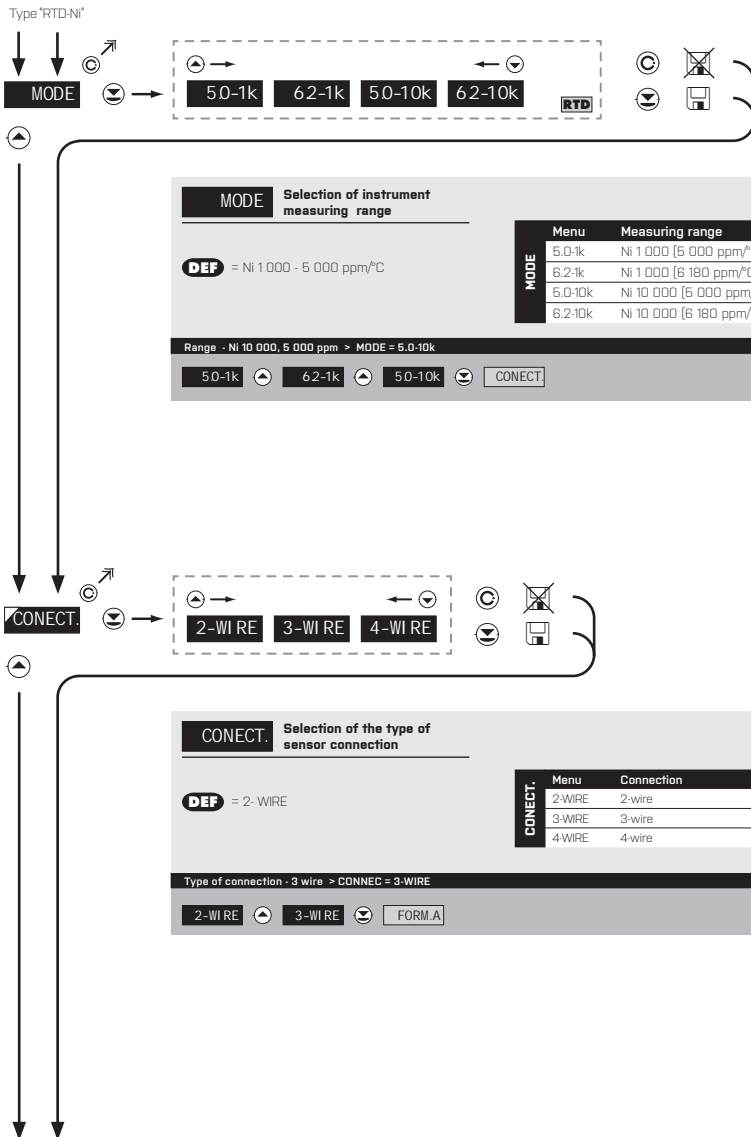 Type "RTD-Ni"
MODE
5.0-1k 6.2-1k 5.0-10k 6.2-10k
RTD
MODE
Selection of instrument
measuring range
DEF = Ni 1 000 - 5 000 ppm/°C
MODE
Menu Measuring range
5.0-1k Ni 1 000 (5 000 ppm/°
6.2-1k Ni 1 000 (6 180 ppm/°C
5.0-10k Ni 10 000 (5 000 ppm/
6.2-10k Ni 10 000 (6 180 ppm/
Range - Ni 10 000, 5 000 ppm > MODE = 5.0-10k
5.0-1k 6.2-1k 5.0-10k CONECT.
CONECT.
2-WIRE 3-WIRE 4-WIRE
CONECT.
Selection of the type of
sensor connection
DEF = 2- WIRE
CONECT.
Menu Connection
2-WIRE 2-wire
3-WIRE 3-wire
4-WIRE 4-wire
Type of connection - 3 wire > CONNEC = 3-WIRE
2-WIRE 3-WIRE FORM.A